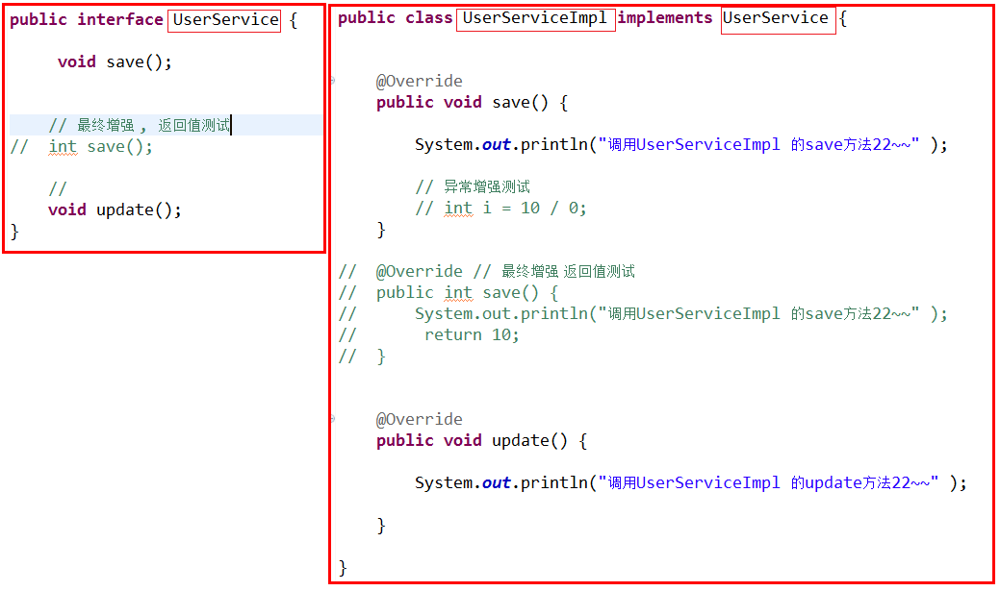 public interface UserService {
void save();
// 最终增强 , 返回值测试
// int save();
//
void update();
}
public class UserServiceImpl implements UserService {
@Override
public void save() {
System.out.println("调用UserServiceImpl 的save方法22~~" );
// 异常增强测试
// int i = 10 / 0;
}
// @Override // 最终增强 返回值测试
// public int save() {
// System.out.println("调用UserServiceImpl 的save方法22~~" );
// return 10;
// }
@Override
public void update() {
System.out.println("调用UserServiceImpl 的update方法22~~" );
}
}